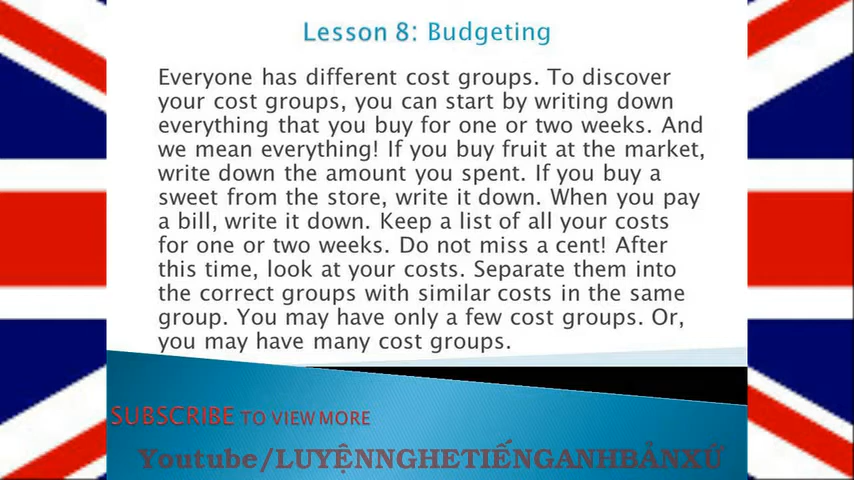 Lesson 8: Budgeting
Everyone has different cost groups. To discover
your cost groups, you can start by writing down
everything that you buy for one or two weeks. And
we mean everything! If you buy fruit at the market,
write down the amount you spent. If you buy a
sweet from the store, write it down. When you pay
a bill, write it down. Keep a list of all your costs
for one or two weeks. Do not miss a cent! After
this time, look at your costs. Separate them into
the correct groups with similar costs in the same
group. You may have only a few cost groups. Or,
you may have many cost groups.
SUBSCRIBE TO VIEW MORE
Youtube/LUYỆNNGHETIẾNGANHBẢNXỨ